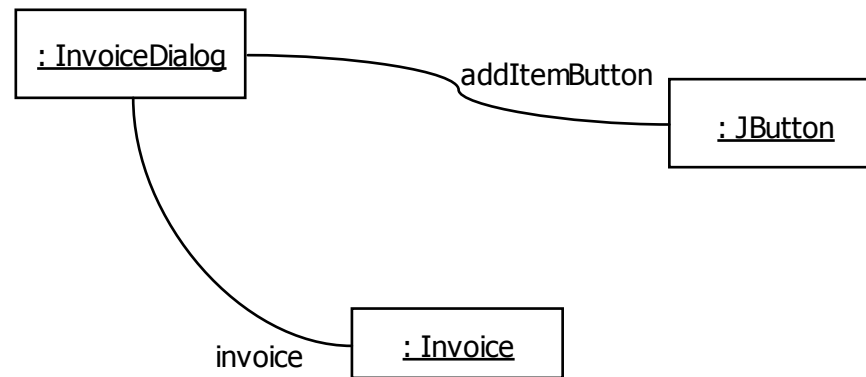 : InvoiceDialog
addItemButton
: JButton
invoice
: Invoice